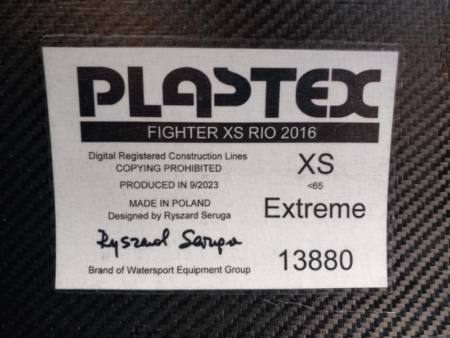 PLASTEX
FIGHTER XS RIO 2016
Digital Registered Construction Lines
COPYING PROHIBITED
PRODUCED IN 9/2023
MADE IN POLAND
Designed by Ryszard Seruga
Ryszard Seruga
Brand of Watersport Equipment Group
XS
<65
Extreme
13880